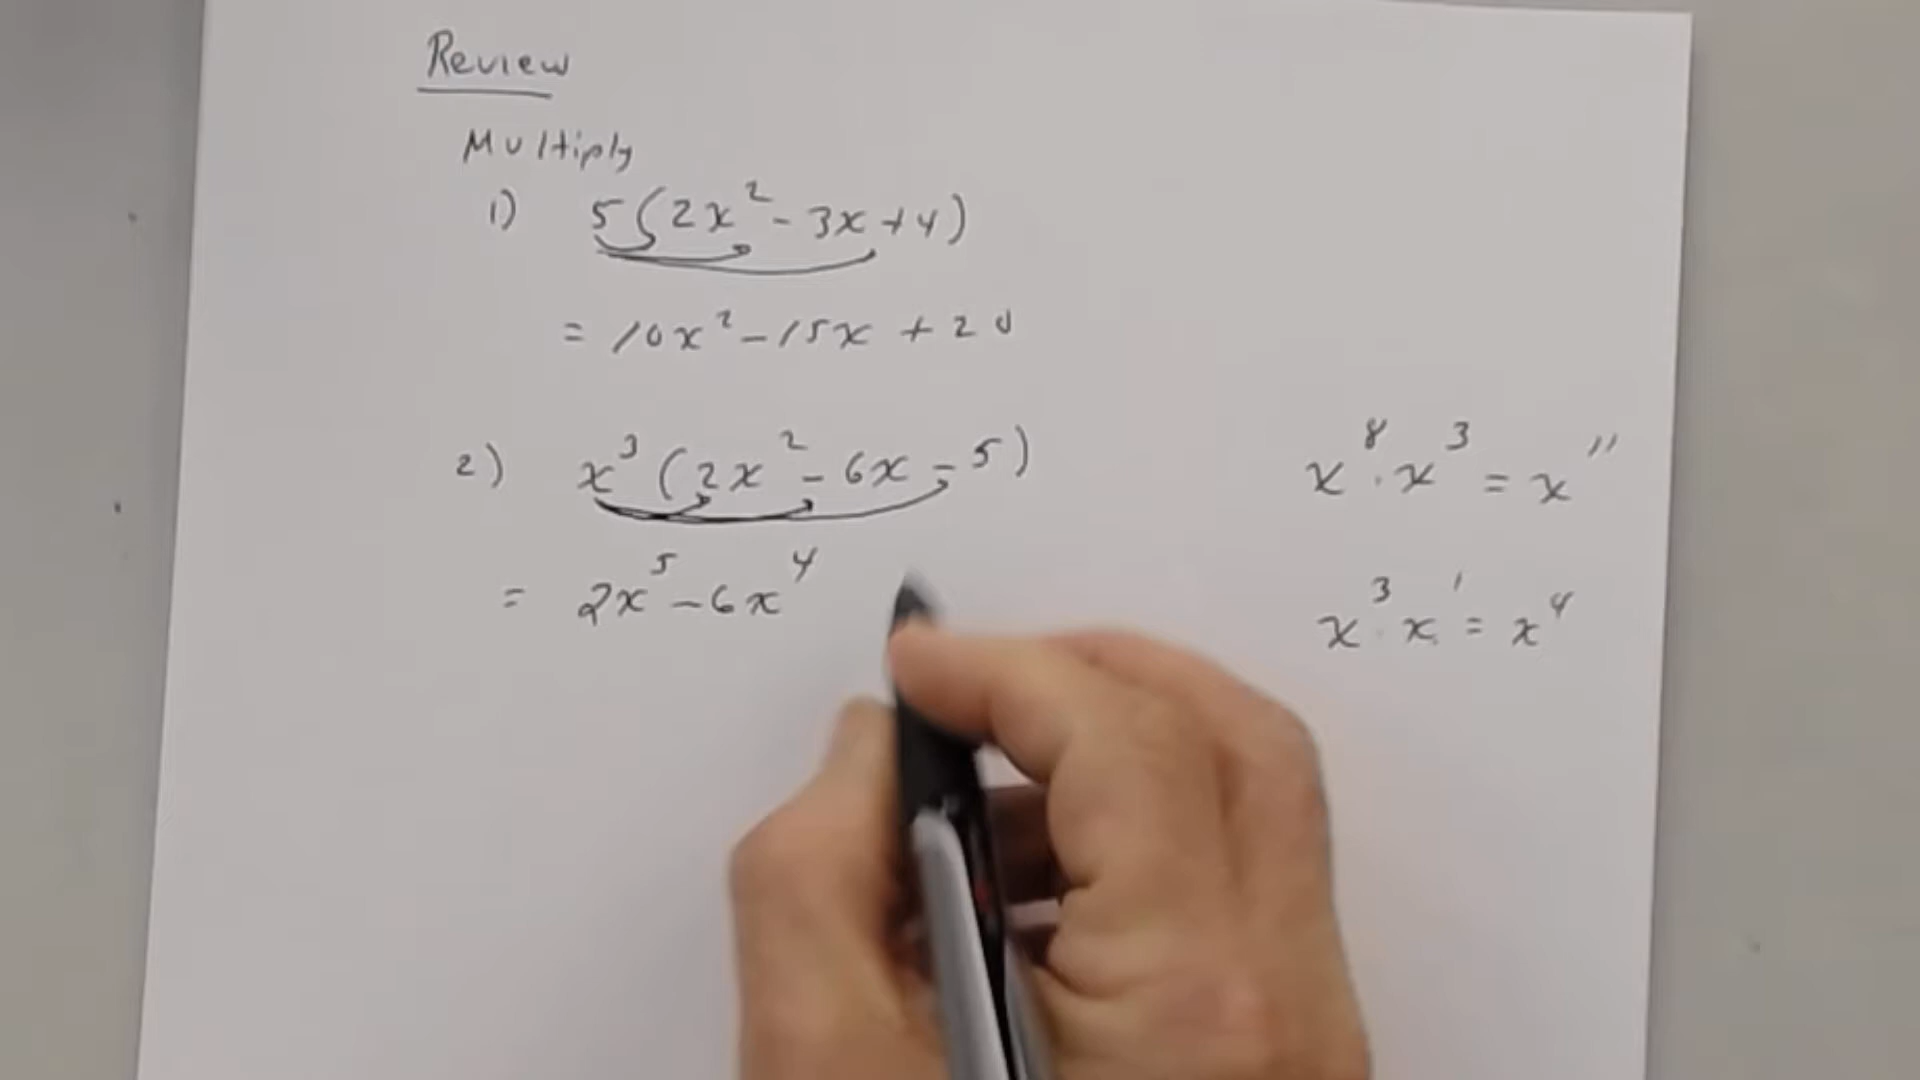 Review
Multiply
1) 5(2x² - 3x + 4)
= 10x² - 15x + 20
2) x³(2x² - 6x - 5)
= 2x⁵ - 6x⁴
x⁸ · x³ = x¹¹
x³ · x¹ = x⁴